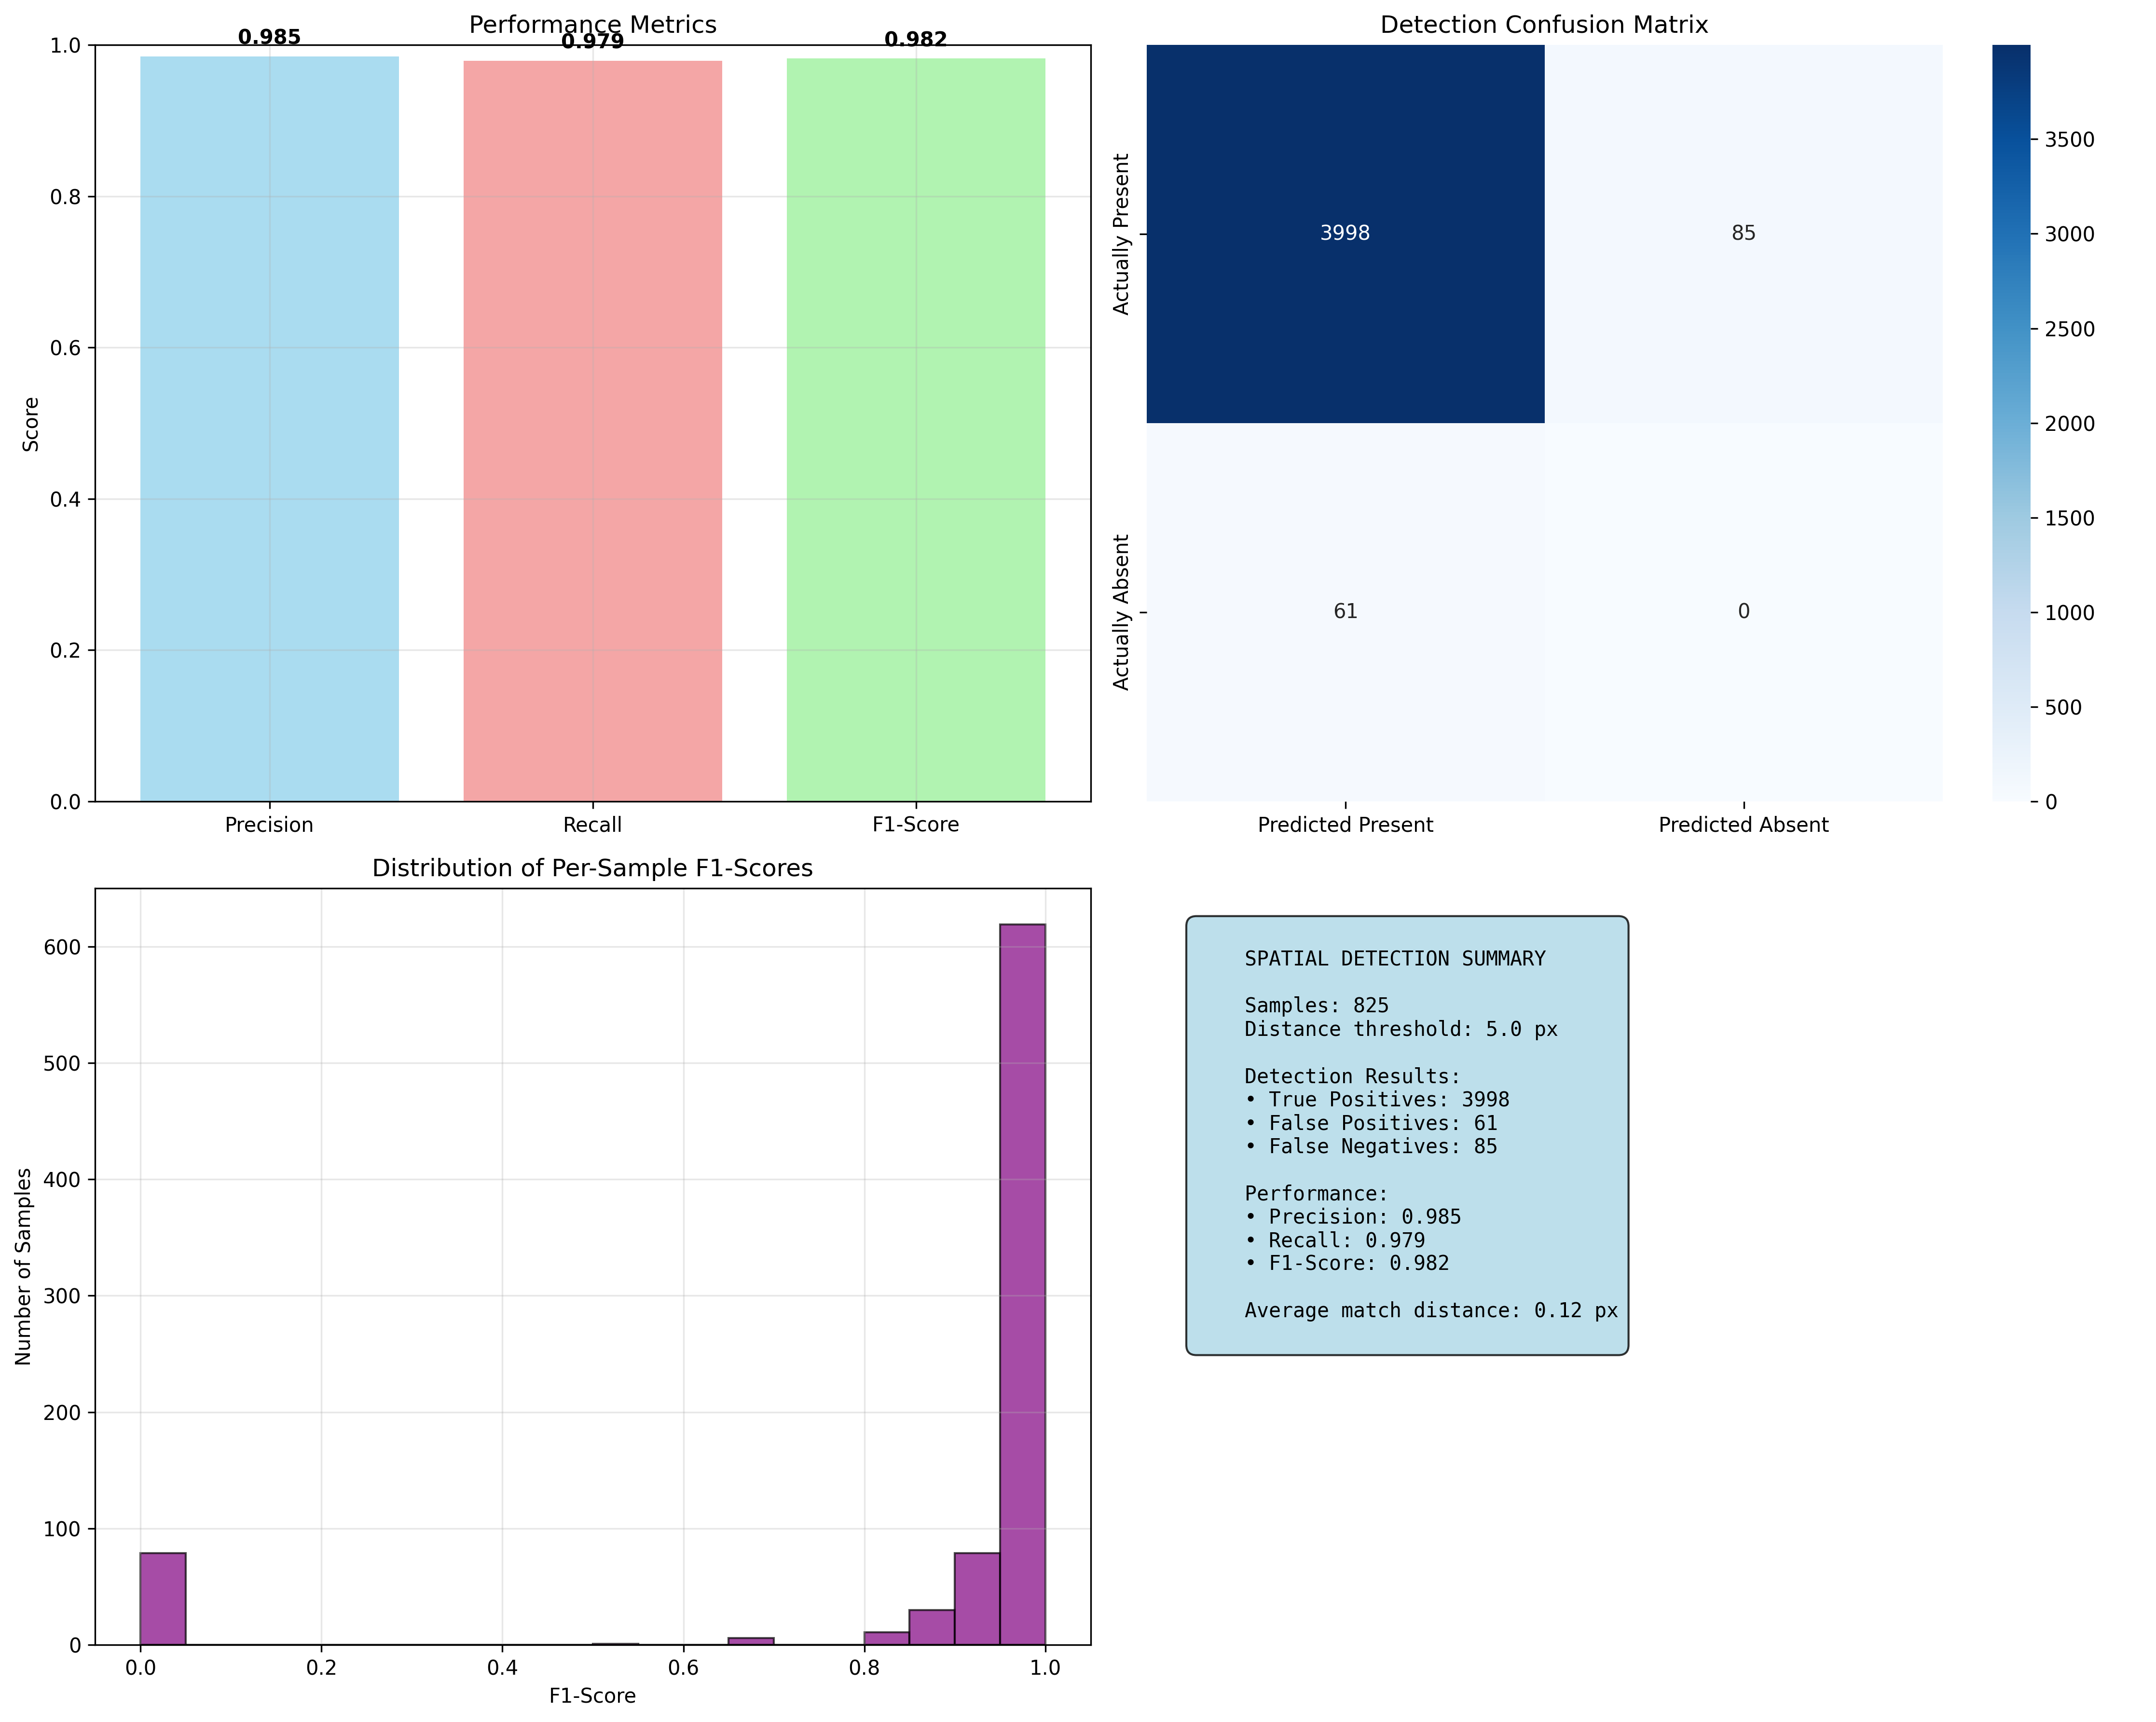 Performance Metrics
0.985
0.979
0.982
1.0
0.8
0.6
0.4
0.2
0.0
Score
Precision
Recall
F1-Score
Detection Confusion Matrix
Actually Present
Actually Absent
3998
85
61
0
Predicted Present
Predicted Absent
3500
3000
2500
2000
1500
1000
500
0
Distribution of Per-Sample F1-Scores
Number of Samples
600
500
400
300
200
100
0
0.0
0.2
0.4
0.6
0.8
1.0
F1-Score
SPATIAL DETECTION SUMMARY
Samples: 825
Distance threshold: 5.0 px
Detection Results:
• True Positives: 3998
• False Positives: 61
• False Negatives: 85
Performance:
• Precision: 0.985
• Recall: 0.979
• F1-Score: 0.982
Average match distance: 0.12 px